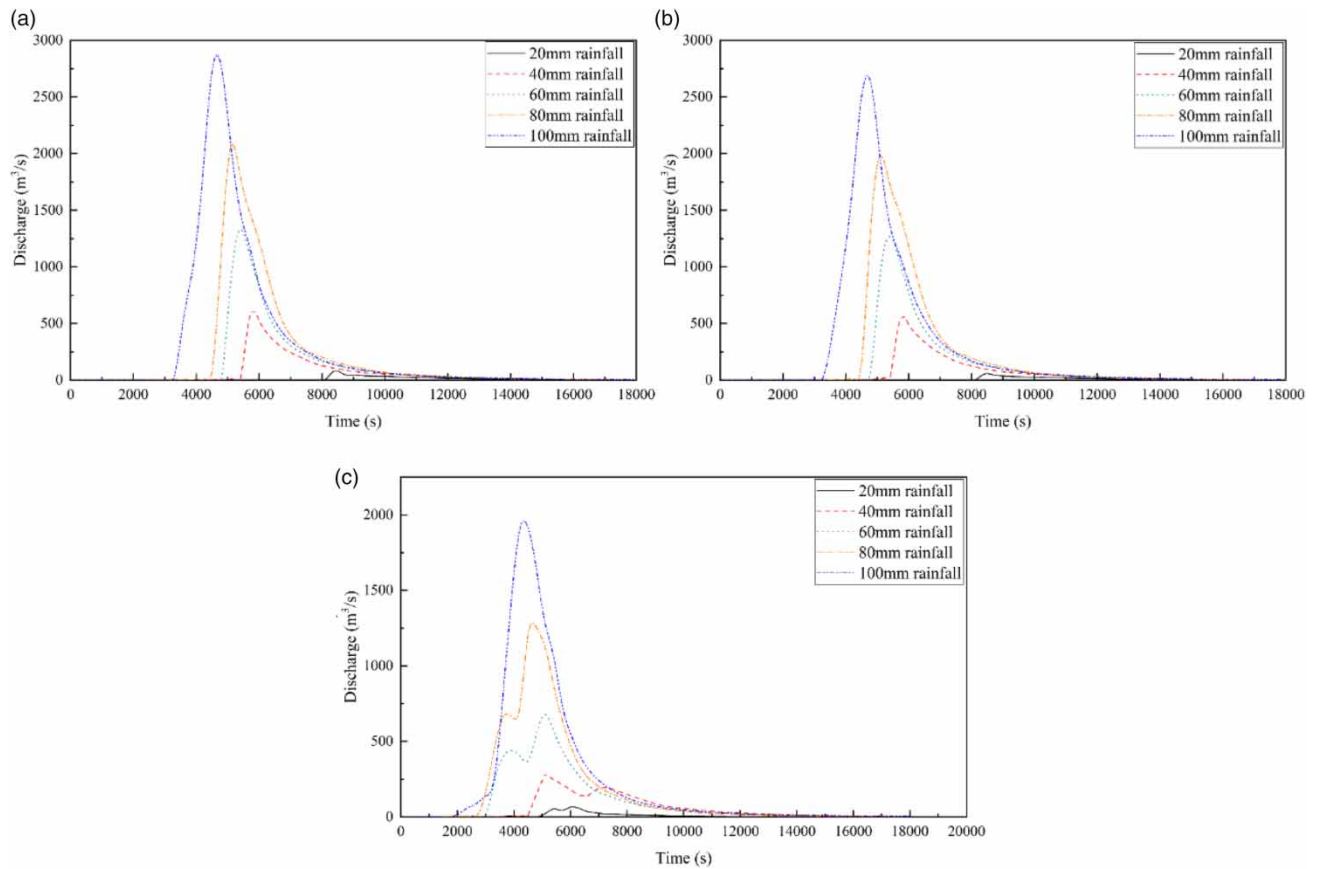 (a)
3000
2500
2000
1500
1000
500
0
Discharge (m³/s)
0 2000 4000 6000 8000 10000 12000 14000 16000 18000
Time (s)
20mm rainfall
40mm rainfall
60mm rainfall
80mm rainfall
100mm rainfall
(b)
3000
2500
2000
1500
1000
500
0
Discharge (m³/s)
0 2000 4000 6000 8000 10000 12000 14000 16000 18000
Time (s)
20mm rainfall
40mm rainfall
60mm rainfall
80mm rainfall
100mm rainfall
(c)
2000
1500
1000
500
0
Discharge (m³/s)
0 2000 4000 6000 8000 10000 12000 14000 16000 18000 20000
Time (s)
20mm rainfall
40mm rainfall
60mm rainfall
80mm rainfall
100mm rainfall